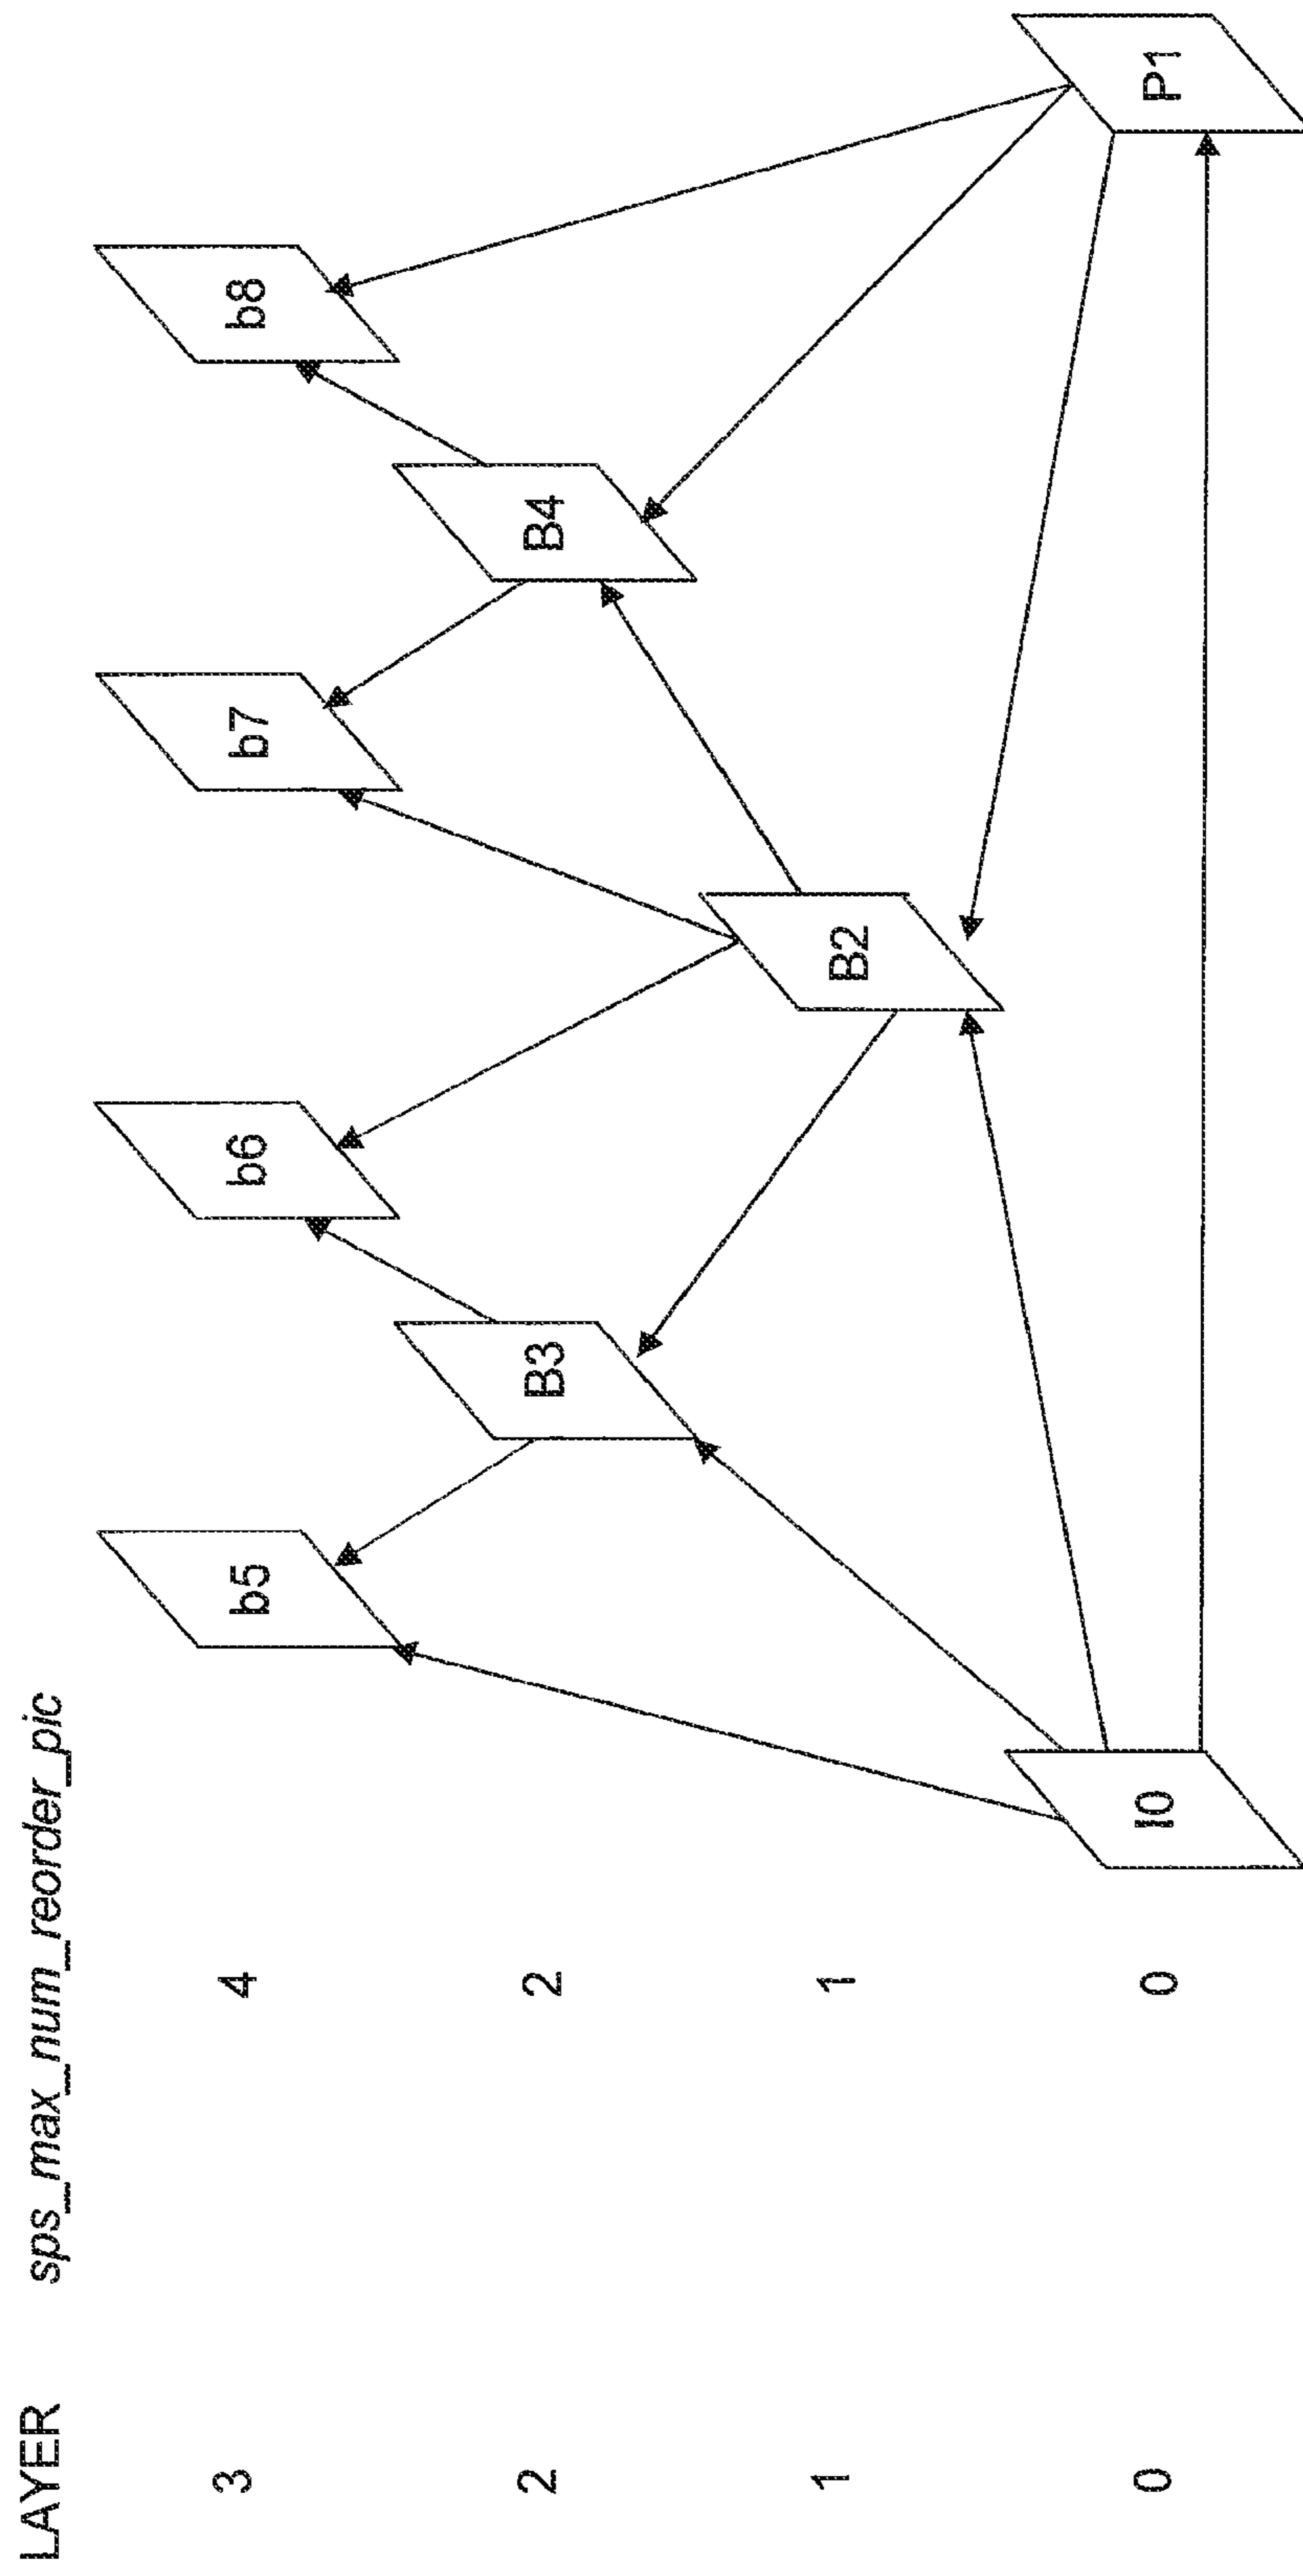 LAYER sps_max_num_reorder_pic
3 4 b5 b6 b7 b8
2 2 B3 B4
1 1 B2
0 0 I0 P1